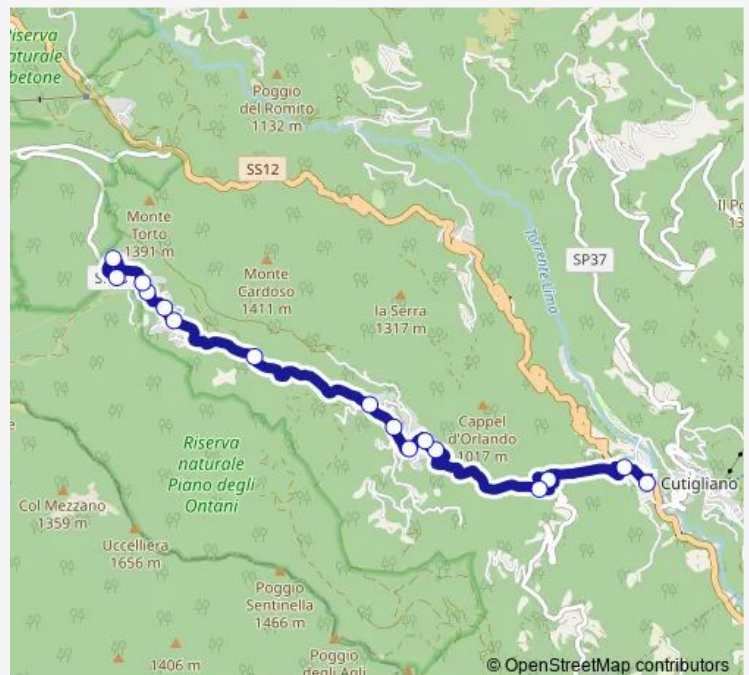 Riserva
naturale
Abetone
Poggio
del Romito
1132 m
SS12
Monte
Torto
1391 m
Torrente Lima
Il Po
SP37
Monte
Cardoso
1411 m
la Serra
1317 m
Cappel
d'Orlando
1017 m
Riserva
naturale
Piano degli
Ontani
Cutigliano
Col Mezzano
1359 m
Uccelliera
1656 m
Poggio
Sentinella
1466 m
1406 m
Poggio
degli Agli
© OpenStreetMap contributors